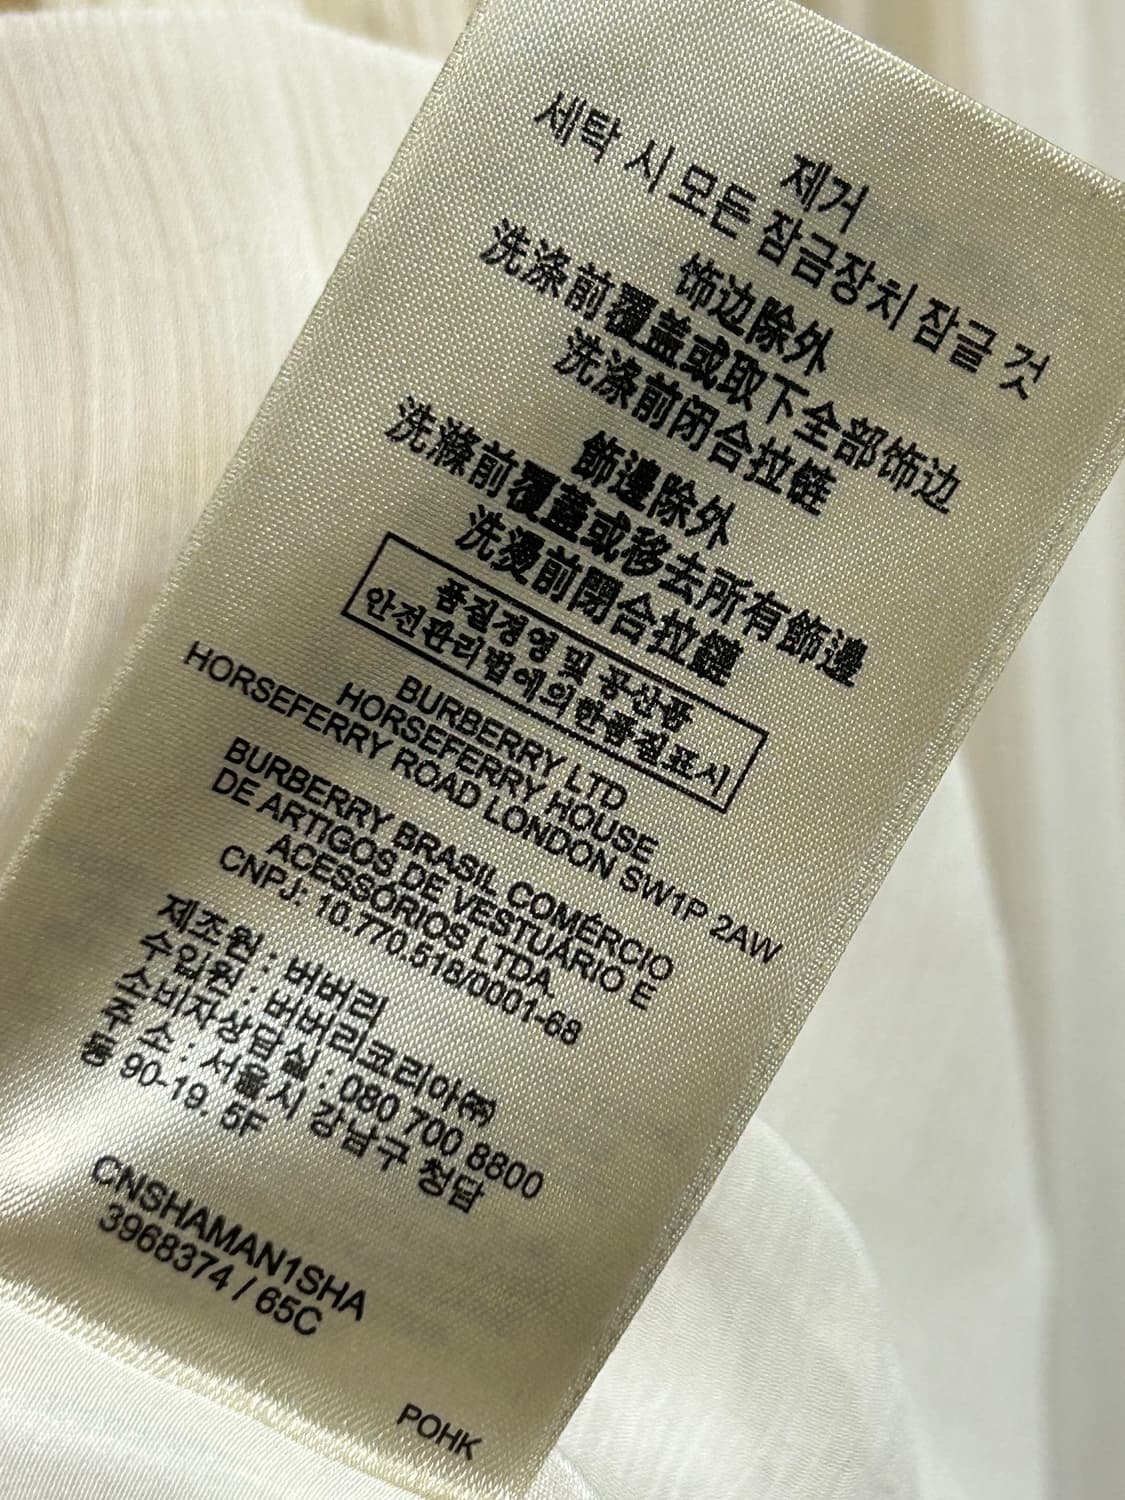 제거
세탁 시 모든 잠금장치 잠글 것
饰边除外
洗涤前覆盖或取下全部饰边
洗涤前闭合拉链
飾邊除外
洗滌前覆蓋或移去所有飾邊
洗燙前閉合拉鏈
품질경영 및 공산품
안전관리법에의한품질표시
BURBERRY LTD
HORSEFERRY HOUSE
HORSEFERRY ROAD LONDON SW1P 2AW
BURBERRY BRASIL COMÉRCIO
DE ARTIGOS DE VESTUÁRIO E
ACESSÓRIOS LTDA.
CNPJ: 10.770.518/0001-68
제조원 : 버버리
수입원 : 버버리코리아㈜
소비자상담실 : 080 700 8800
주 소 : 서울시 강남구 청담
동 90-19. 5F
CNSHAMAN1SHA
3968374 / 65C
POHK